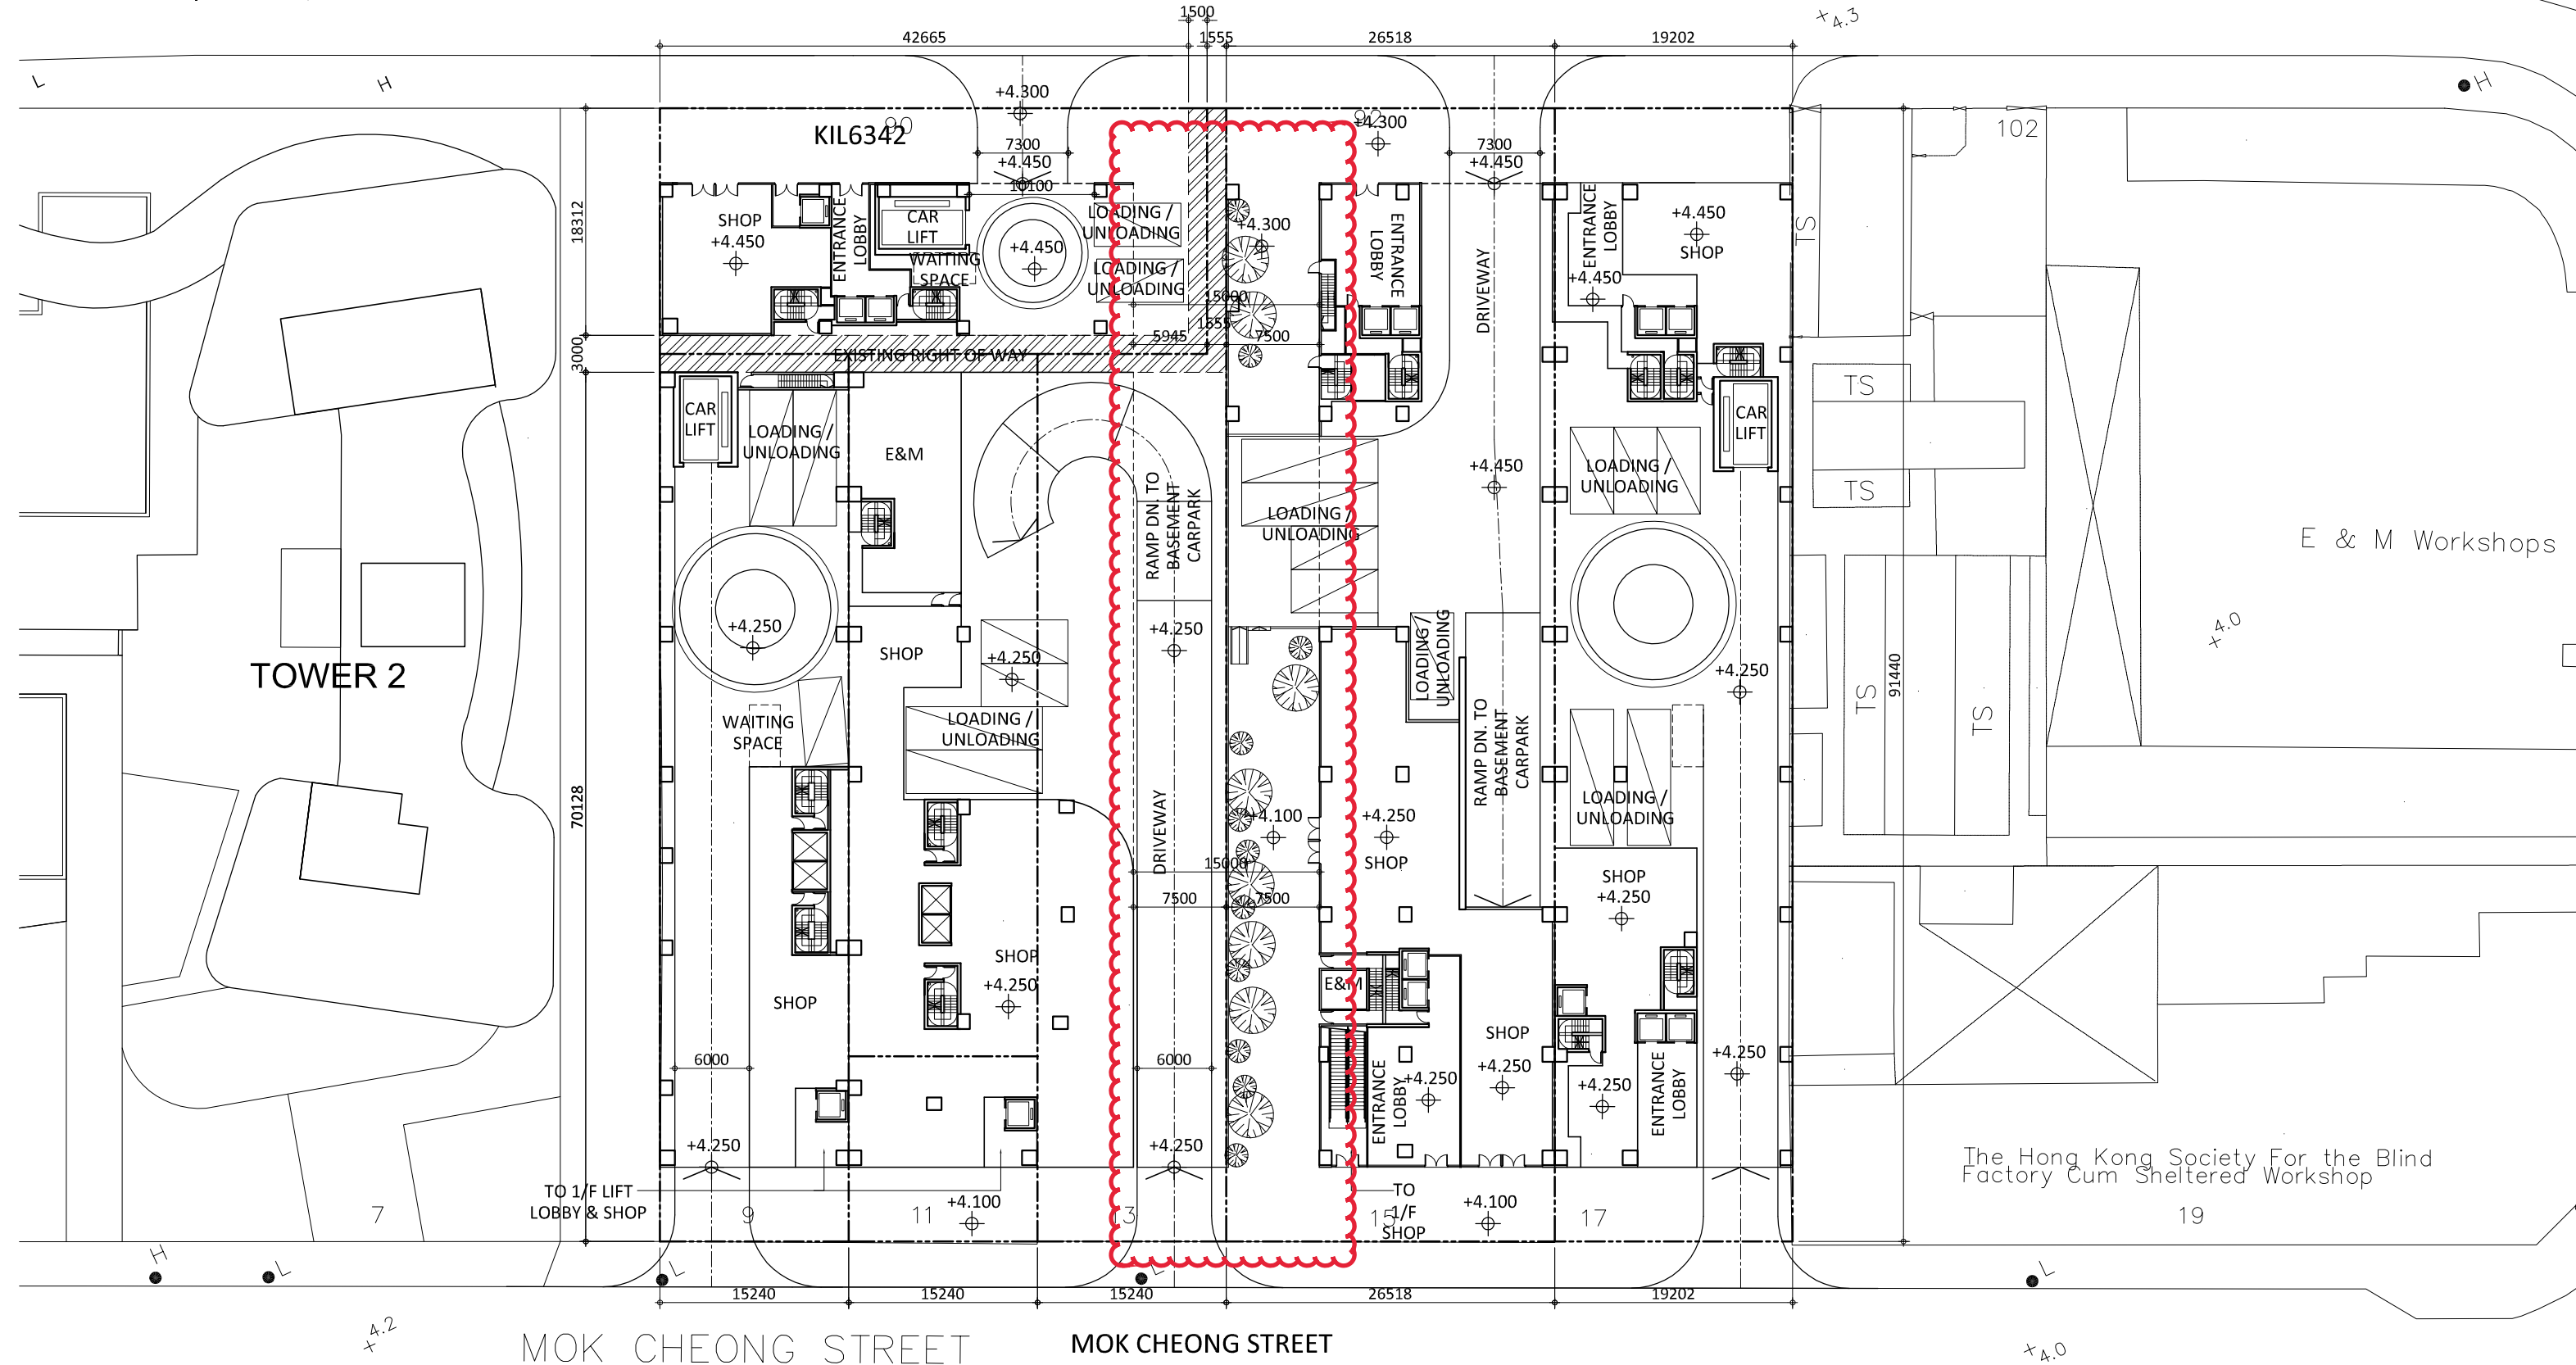 1500
42665
1555
26518
19202
+4.3
L
H
H
+4.300
90
KIL6342
+4.300
102
7300
+4.450
7300
+4.450
10100
SHOP
+4.450
ENTRANCE
LOBBY
CAR
LIFT
WATTING
SPACE
+4.450
LOADING /
UNLOADING
LOADING /
UNLOADING
+4.300
ENTRANCE
LOBBY
DRIVEWAY
ENTRANCE
LOBBY
+4.450
+4.450
SHOP
TS
18312
3000
15000
1555
5945
7500
EXISTING RIGHT OF WAY
CAR
LIFT
LOADING /
UNLOADING
E&M
RAMP DN. TO
BASEMENT
CARPARK
LOADING /
UNLOADING
+4.450
LOADING /
UNLOADING
CAR
LIFT
TS
TS
E & M Workshops
+4.0
TOWER 2
+4.250
SHOP
+4.250
+4.250
LOADING /
UNLOADING
RAMP DN. TO
BASEMENT
CARPARK
+4.250
TS
91440
TS
WAITING
SPACE
LOADING /
UNLOADING
70128
DRIVEWAY
+4.100
+4.250
SHOP
LOADING /
UNLOADING
15000
7500
7500
SHOP
+4.250
SHOP
+4.250
SHOP
E&M
SHOP
+4.250
6000
6000
ENTRANCE
LOBBY
+4.250
+4.250
ENTRANCE
LOBBY
+4.250
+4.250
+4.250
The Hong Kong Society For the Blind
Factory Cum Sheltered Workshop
TO 1/F LIFT
LOBBY & SHOP
+4.100
TO
1/F
SHOP
+4.100
7
9
11
13
15
17
19
H
L
L
L
L
15240
15240
15240
26518
19202
+4.2
MOK CHEONG STREET
MOK CHEONG STREET
+4.0